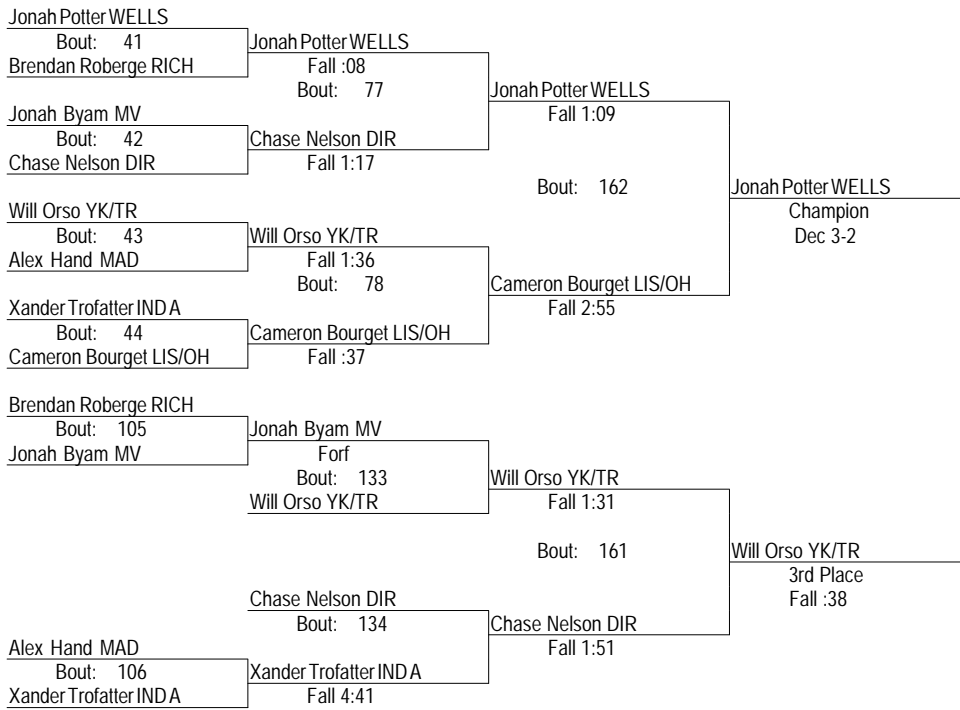 Jonah Potter WELLS
Bout: 41
Jonah Potter WELLS
Brendan Roberge RICH
Fall :08
Bout: 77
Jonah Potter WELLS
Jonah Byam MV
Fall 1:09
Bout: 42
Chase Nelson DIR
Chase Nelson DIR
Fall 1:17
Bout: 162
Jonah Potter WELLS
Will Orso YK/TR
Champion
Bout: 43
Will Orso YK/TR
Dec 3-2
Alex Hand MAD
Fall 1:36
Bout: 78
Cameron Bourget LIS/OH
Xander Trofatter IND A
Fall 2:55
Bout: 44
Cameron Bourget LIS/OH
Cameron Bourget LIS/OH
Fall :37
Brendan Roberge RICH
Bout: 105
Jonah Byam MV
Jonah Byam MV
Forf
Bout: 133
Will Orso YK/TR
Will Orso YK/TR
Fall 1:31
Bout: 161
Will Orso YK/TR
3rd Place
Chase Nelson DIR
Fall :38
Bout: 134
Chase Nelson DIR
Alex Hand MAD
Fall 1:51
Bout: 106
Xander Trofatter IND A
Xander Trofatter IND A
Fall 4:41